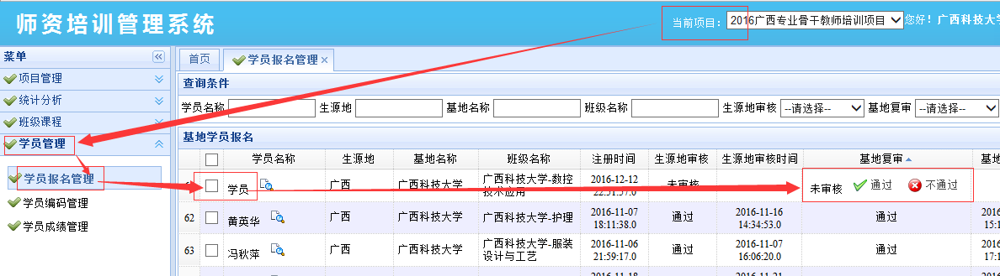 师资培训管理系统
当前项目： 2016广西专业骨干教师培训项目 您好！广西科技大学
菜单
项目管理
统计分析
班级课程
学员管理
学员报名管理
学员编码管理
学员成绩管理
首页 学员报名管理
查询条件
学员名称 生源地 基地名称 班级名称 生源地审核 --请选择-- 基地复审 --请选择--
基地学员报名
学员名称 生源地 基地名称 班级名称 注册时间 生源地审核 生源地审核时间 基地复审 基地
学员 广西 广西科技大学 广西科技大学-数控技术应用 2016-12-12 22:51:57.0 未审核 未审核 通过 不通过
62 黄英华 广西 广西科技大学 广西科技大学-护理 2016-11-07 18:11:38.0 通过 2016-11-16 14:34:53.0 通过 2016- 15:1
63 冯秋萍 广西 广西科技大学 广西科技大学-服装设计与工艺 2016-11-06 21:59:17.0 通过 2016-11-07 16:06:20.0 通过 2016- 17:1
2016-11-18 2016-11-21 2016-